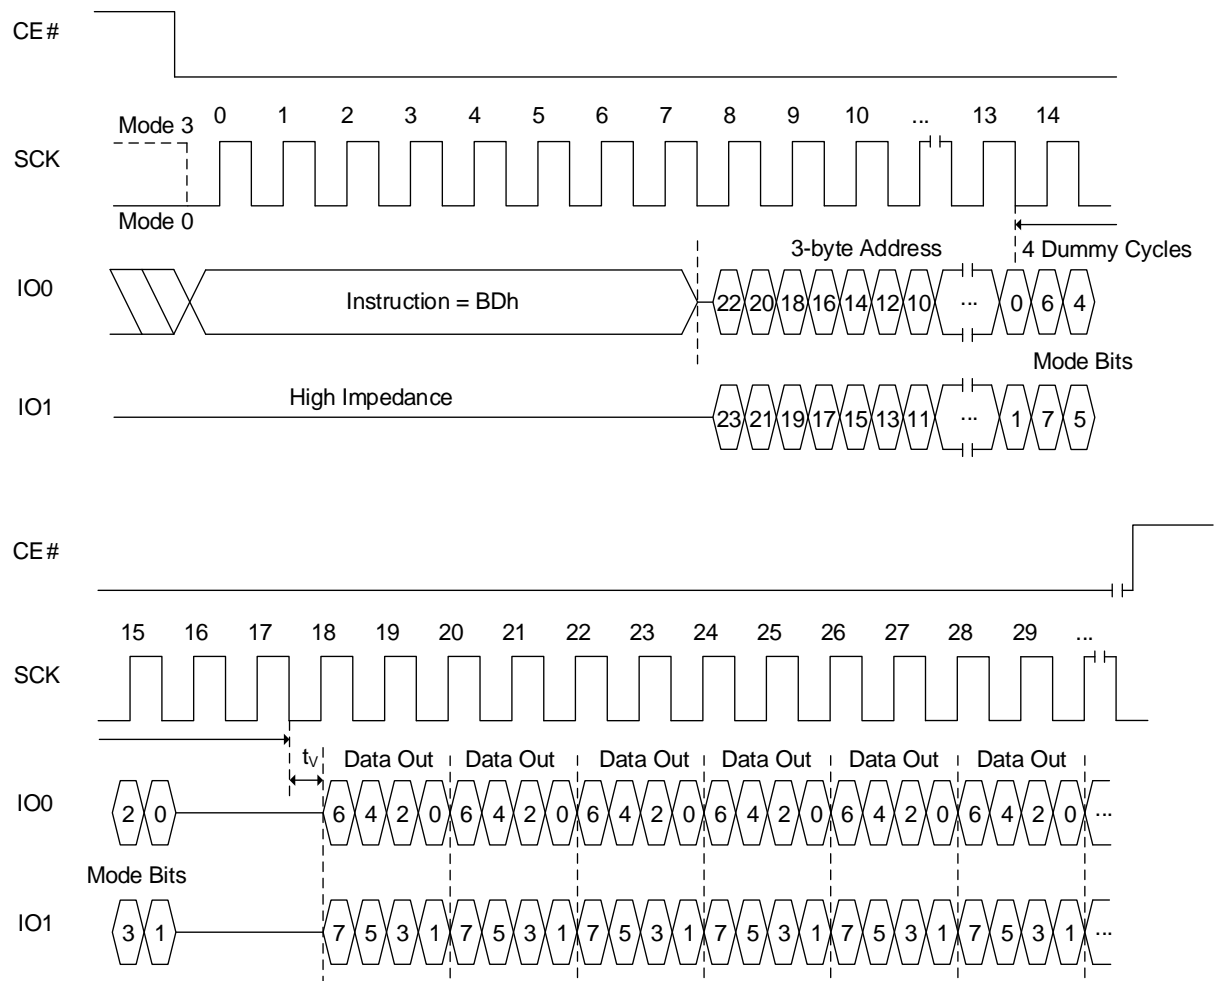 CE#
Mode 3
0 1 2 3 4 5 6 7 8 9 10 ... 13 14
SCK
Mode 0
3-byte Address
4 Dummy Cycles
IO0
Instruction = BDh
22 20 18 16 14 12 10 ... 0 6 4
Mode Bits
IO1
High Impedance
23 21 19 17 15 13 11 ... 1 7 5
CE#
15 16 17 18 19 20 21 22 23 24 25 26 27 28 29 ...
SCK
tV
Data Out Data Out Data Out Data Out Data Out Data Out
IO0
2 0 6 4 2 0 6 4 2 0 6 4 2 0 6 4 2 0 6 4 2 0 6 4 2 0 ...
Mode Bits
IO1
3 1 7 5 3 1 7 5 3 1 7 5 3 1 7 5 3 1 7 5 3 1 7 5 3 1 ...